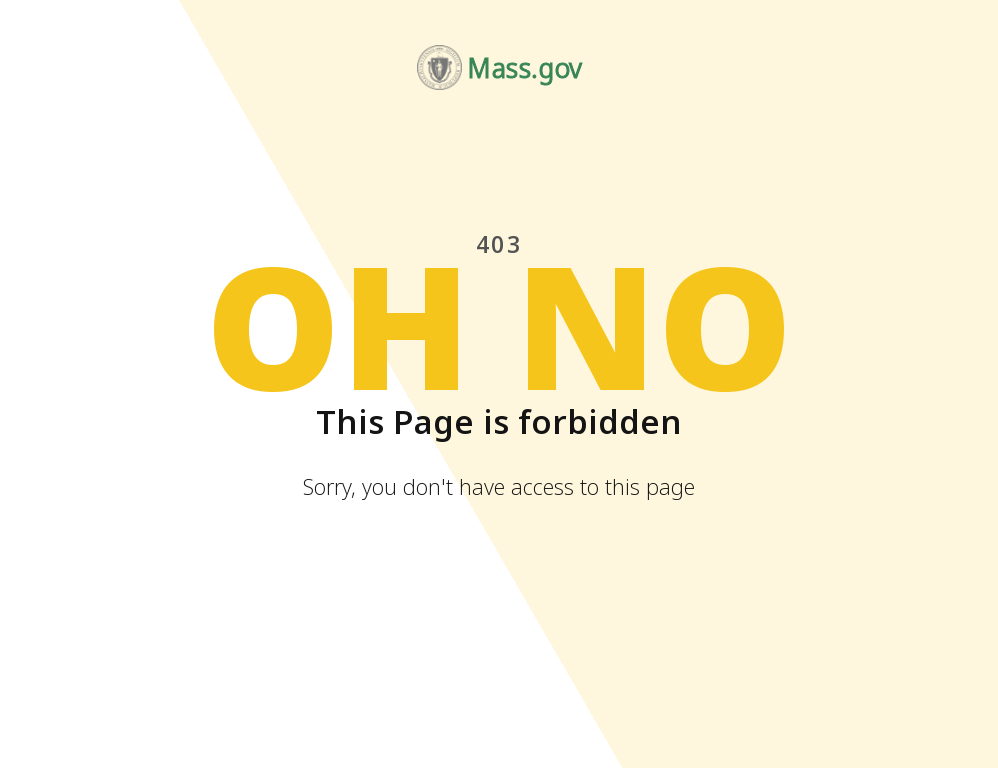 Mass.gov
403
OH NO
This Page is forbidden
Sorry, you don't have access to this page